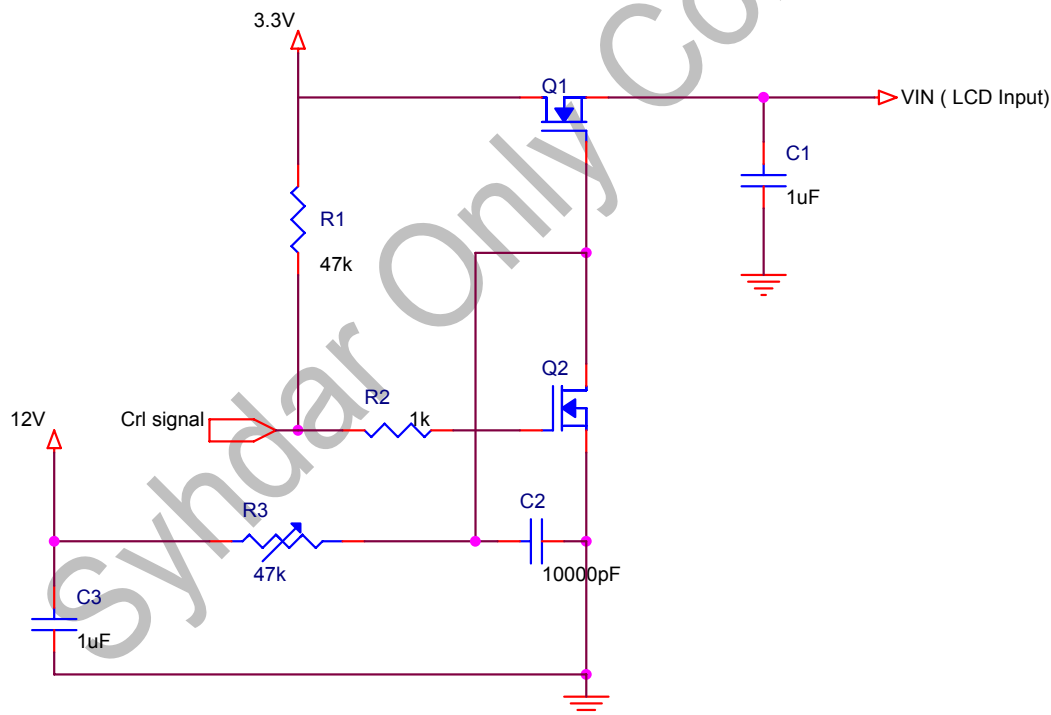 3.3V
Q1
VIN ( LCD Input)
C1
1uF
R1
47k
Q2
R2
1k
Crl signal
12V
R3
47k
C2
10000pF
C3
1uF
Syhdar Only Co